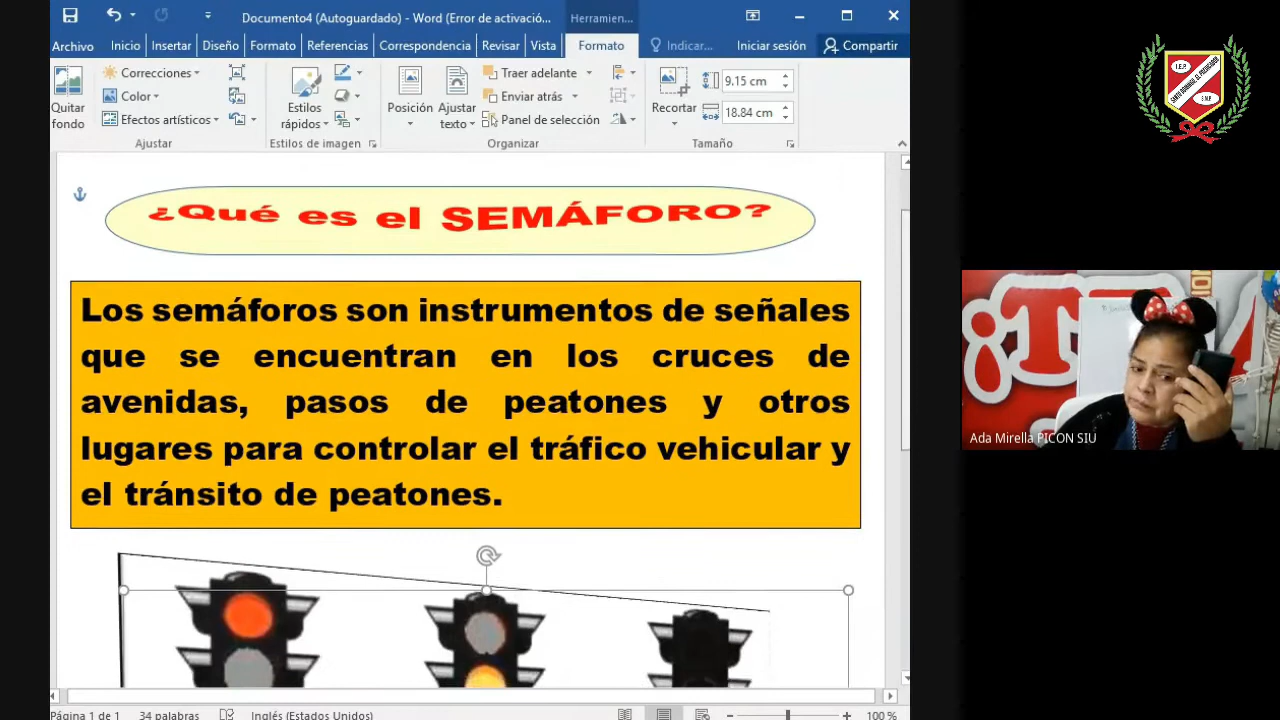 Documento4 (Autoguardado) - Word (Error de activació...
Herramien...
Archivo
Inicio
Insertar
Diseño
Formato
Referencias
Correspondencia
Revisar
Vista
Formato
Indicar...
Iniciar sesión
Compartir
Quitar fondo
Correcciones
Color
Efectos artísticos
Ajustar
Estilos rápidos
Estilos de imagen
Posición
Ajustar texto
Traer adelante
Enviar atrás
Panel de selección
Organizar
Recortar
9.15 cm
18.84 cm
Tamaño
¿Qué es el SEMÁFORO?
Los semáforos son instrumentos de señales
que se encuentran en los cruces de
avenidas, pasos de peatones y otros
lugares para controlar el tráfico vehicular y
el tránsito de peatones.
Página 1 de 1
34 palabras
Inglés (Estados Unidos)
100 %
I.E.P.
S.M.P.
Ada Mirella PICON SIU